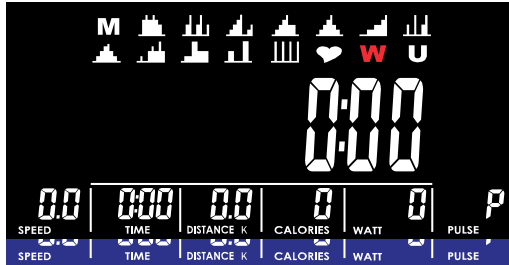 M
W U
0:00
0.0 0:00 0.0 0 0 P
SPEED TIME DISTANCE K CALORIES WATT PULSE
SPEED TIME DISTANCE K CALORIES WATT PULSE